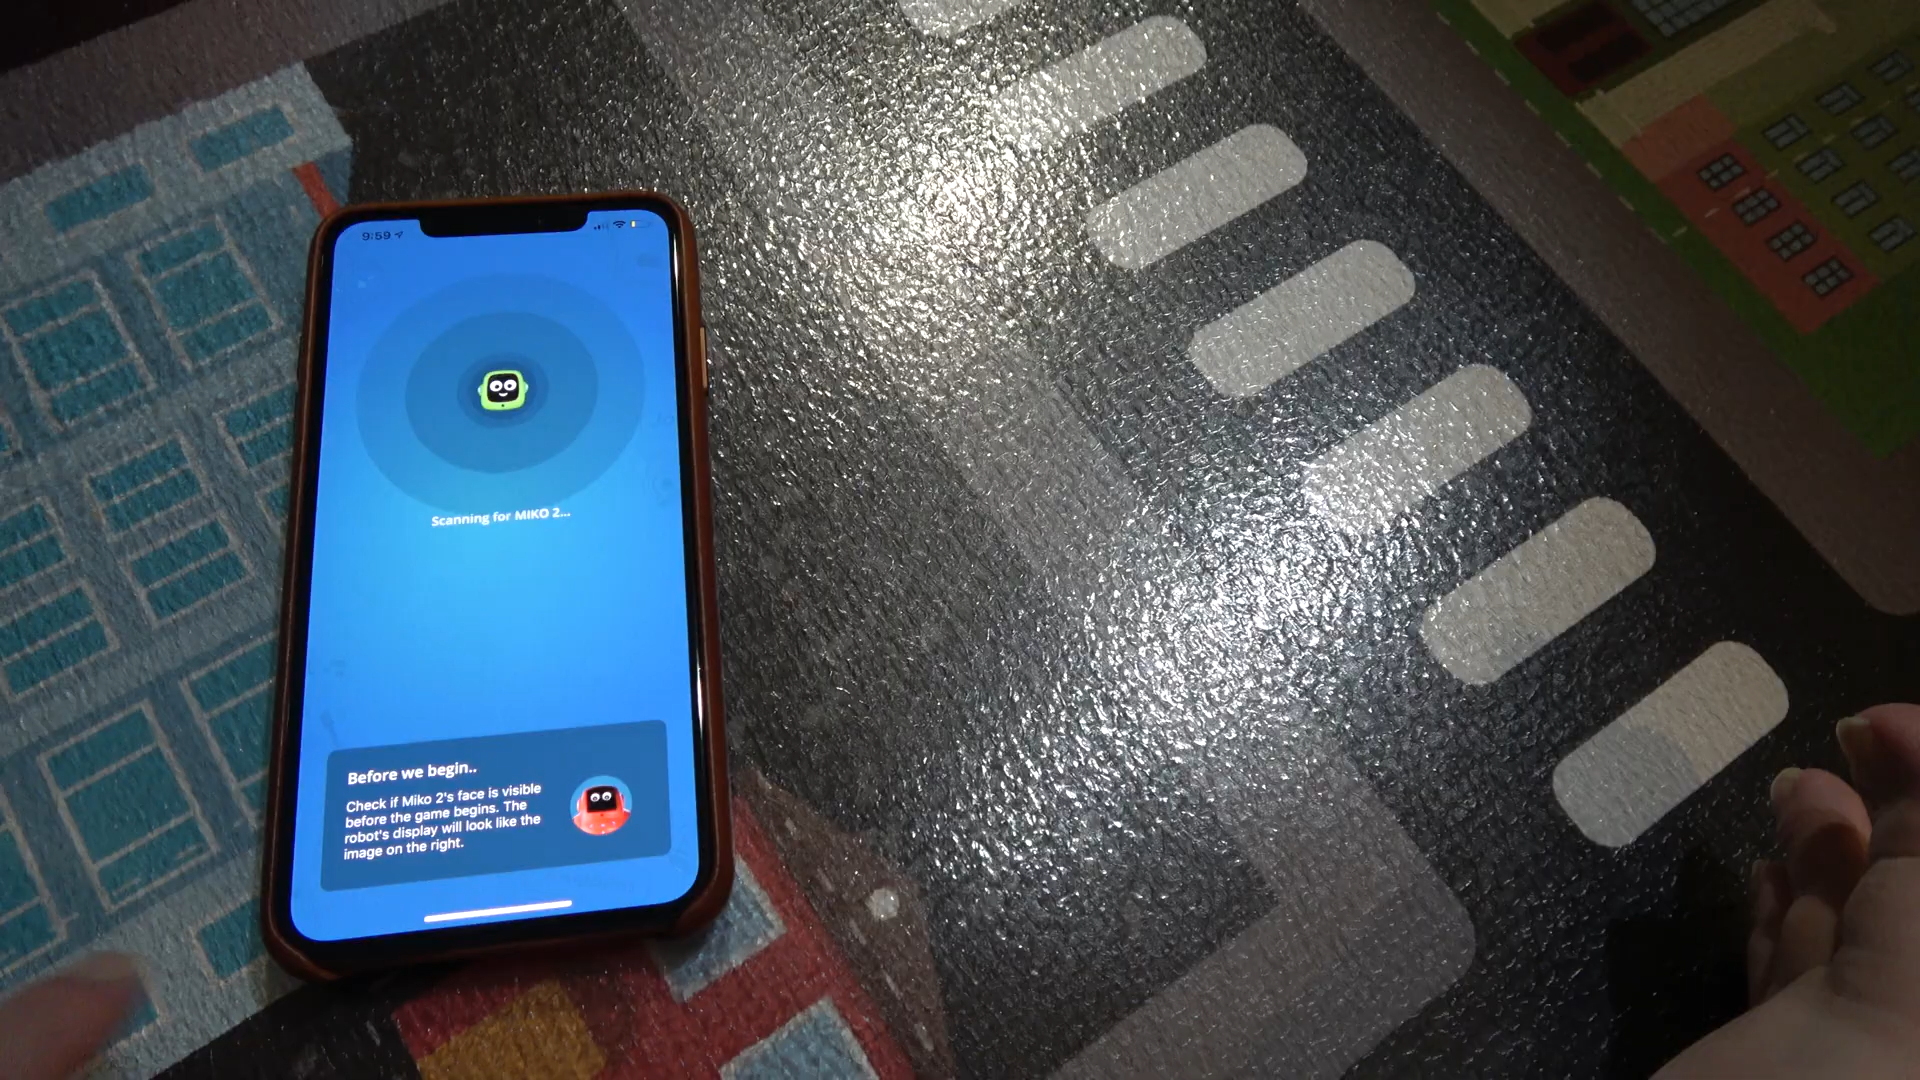 9:59
Scanning for MIKO 2...
Before we begin..
Check if Miko 2's face is visible
before the game begins. The
robot's display will look like the
image on the right.